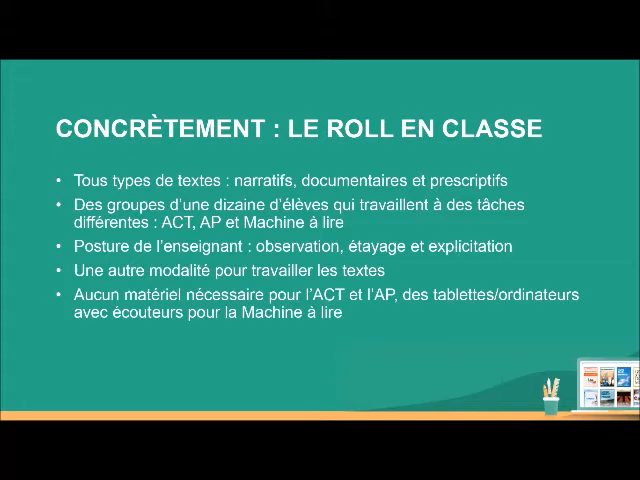 CONCRÈTEMENT : LE ROLL EN CLASSE
• Tous types de textes : narratifs, documentaires et prescriptifs
• Des groupes d'une dizaine d'élèves qui travaillent à des tâches
différentes : ACT, AP et Machine à lire
• Posture de l'enseignant : observation, étayage et explicitation
• Une autre modalité pour travailler les textes
• Aucun matériel nécessaire pour l'ACT et l'AP, des tablettes/ordinateurs
avec écouteurs pour la Machine à lire